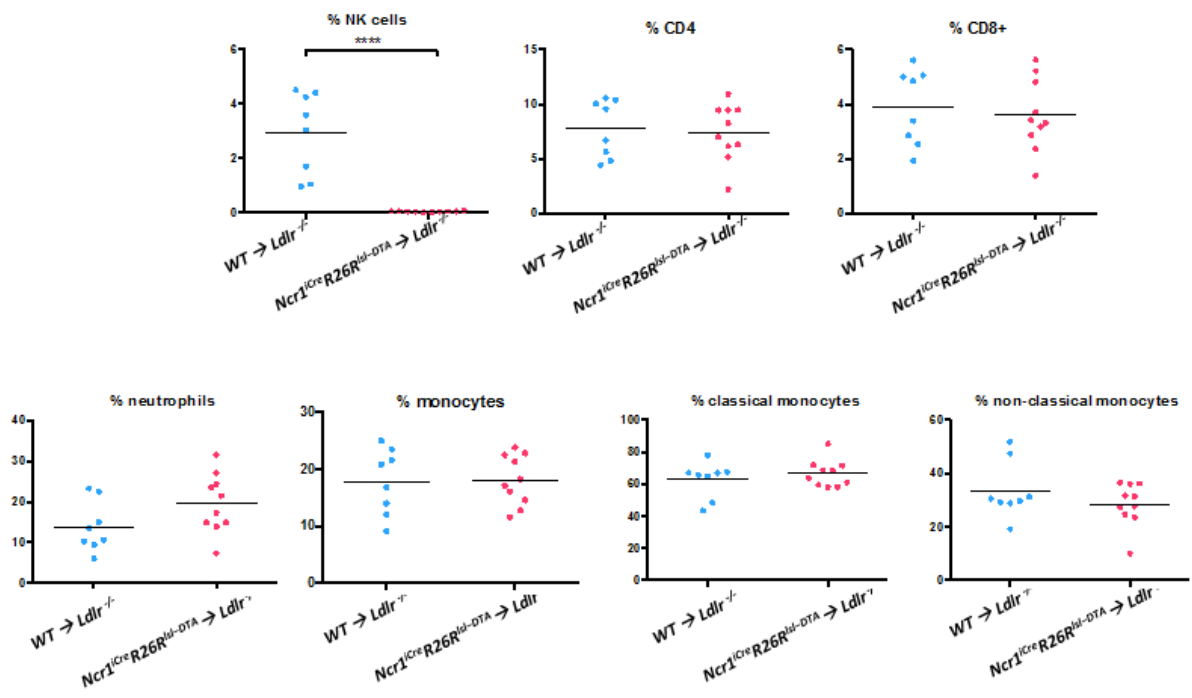 % NK cells
****
6
4
2
0
WT → Ldlr -/-
Ncr1iCreR26Rlsl-DTA → Ldlr-/-
% CD4
15
10
5
0
WT → Ldlr-/-
Ncr1iCreR26Rlsl-DTA → Ldlr-/-
% CD8+
6
4
2
0
WT → Ldlr-/-
Ncr1iCreR26Rlsl-DTA → Ldlr-/-
% neutrophils
40
30
20
10
0
WT → Ldlr-/-
Ncr1iCreR26Rlsl-DTA → Ldlr
% monocytes
30
20
10
0
WT → Ldlr-/-
Ncr1iCreR26Rlsl-DTA → Ldlr
% classical monocytes
100
80
60
40
20
0
WT → Ldlr-/-
Ncr1iCreR26Rlsl-DTA → Ldlr
% non-classical monocytes
60
40
20
0
WT → Ldlr
Ncr1iCreR26Rlsl-DTA → Ldlr